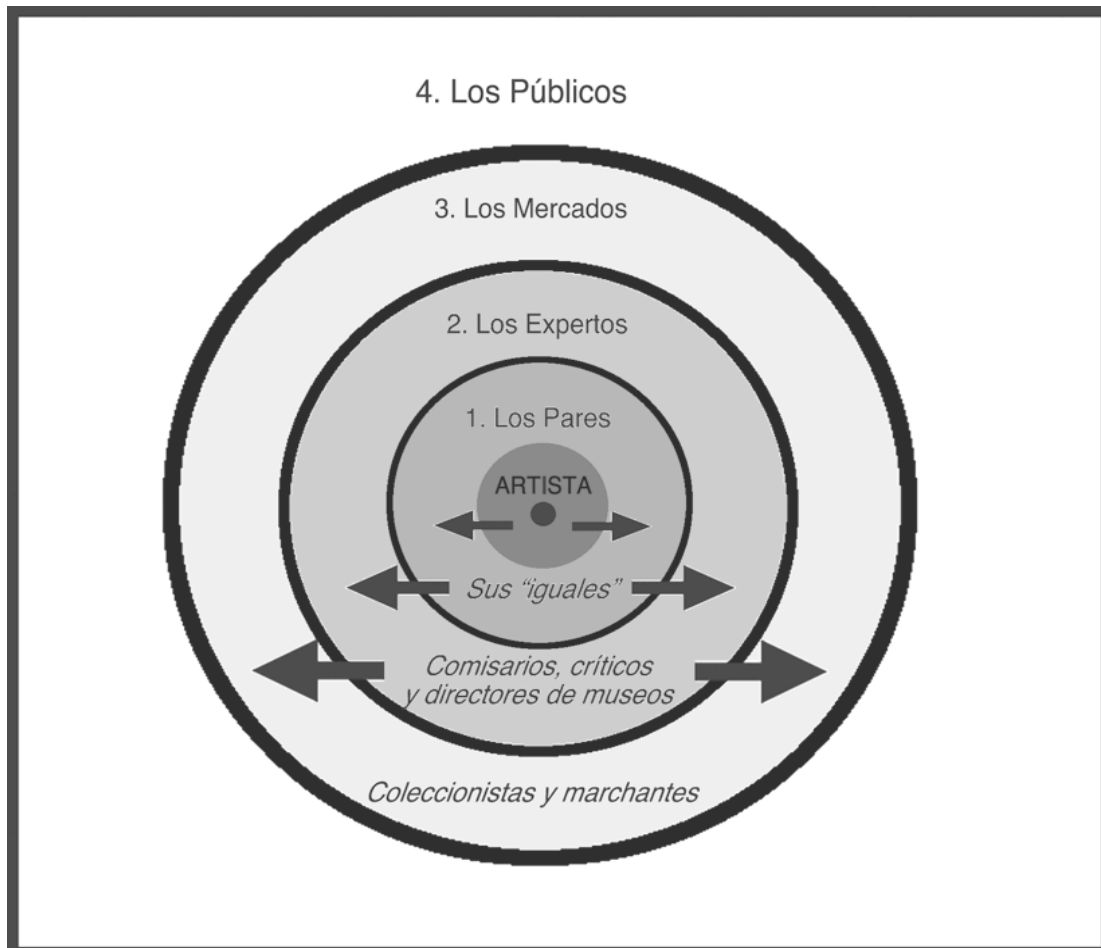 4. Los Públicos
3. Los Mercados
2. Los Expertos
1. Los Pares
ARTISTA
Sus “iguales”
Comisarios, críticos
y directores de museos
Coleccionistas y marchantes